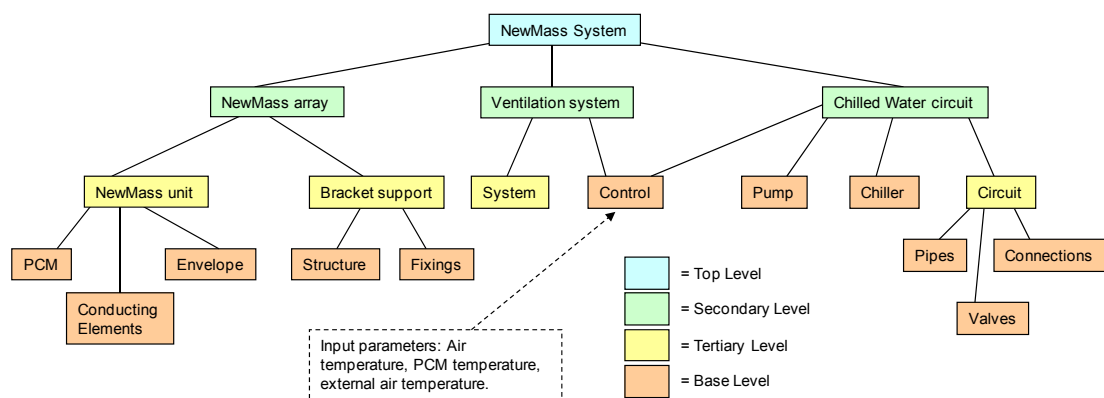 NewMass System
NewMass array
Ventilation system
Chilled Water circuit
NewMass unit
Bracket support
System
Control
Pump
Chiller
Circuit
PCM
Envelope
Structure
Fixings
Pipes
Connections
Conducting
Elements
Valves
Input parameters: Air
temperature, PCM temperature,
external air temperature.
= Top Level
= Secondary Level
= Tertiary Level
= Base Level